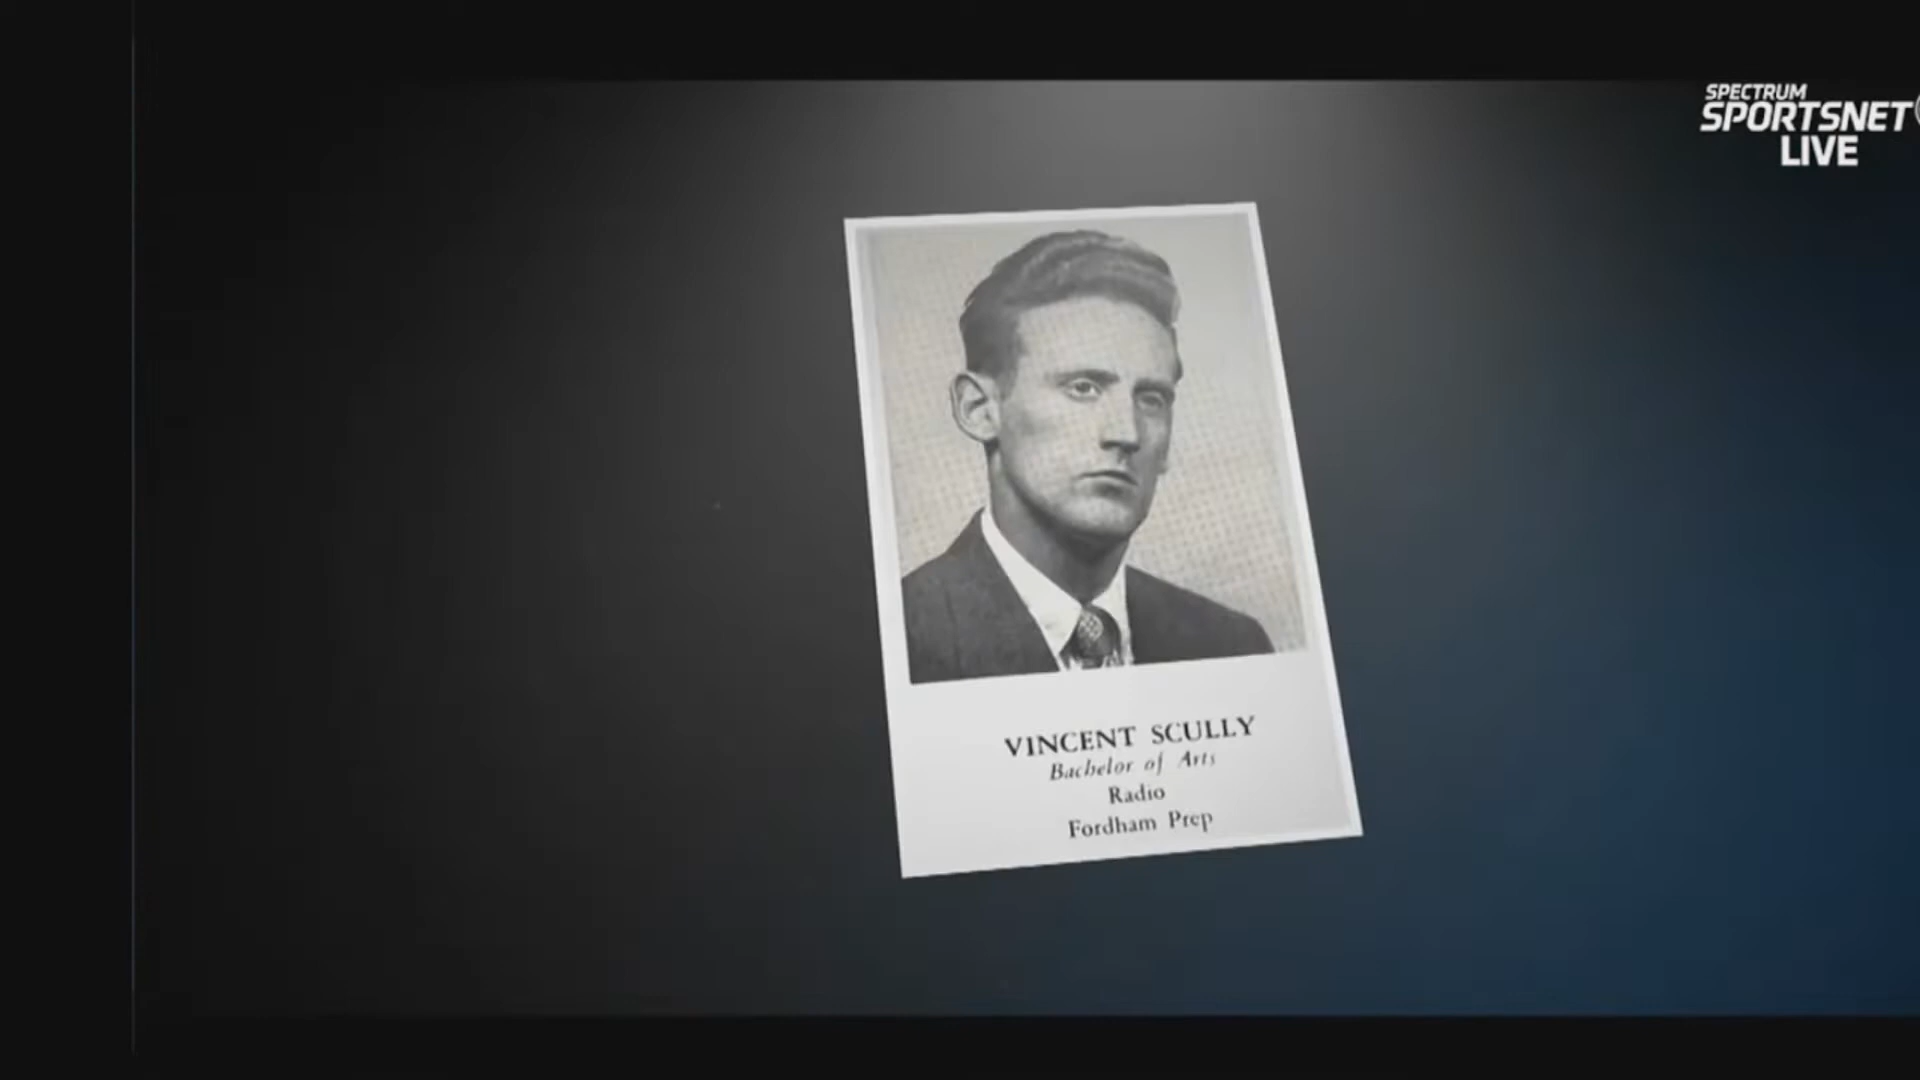 SPECTRUM
SPORTSNET
LIVE
VINCENT SCULLY
Bachelor of Arts
Radio
Fordham Prep